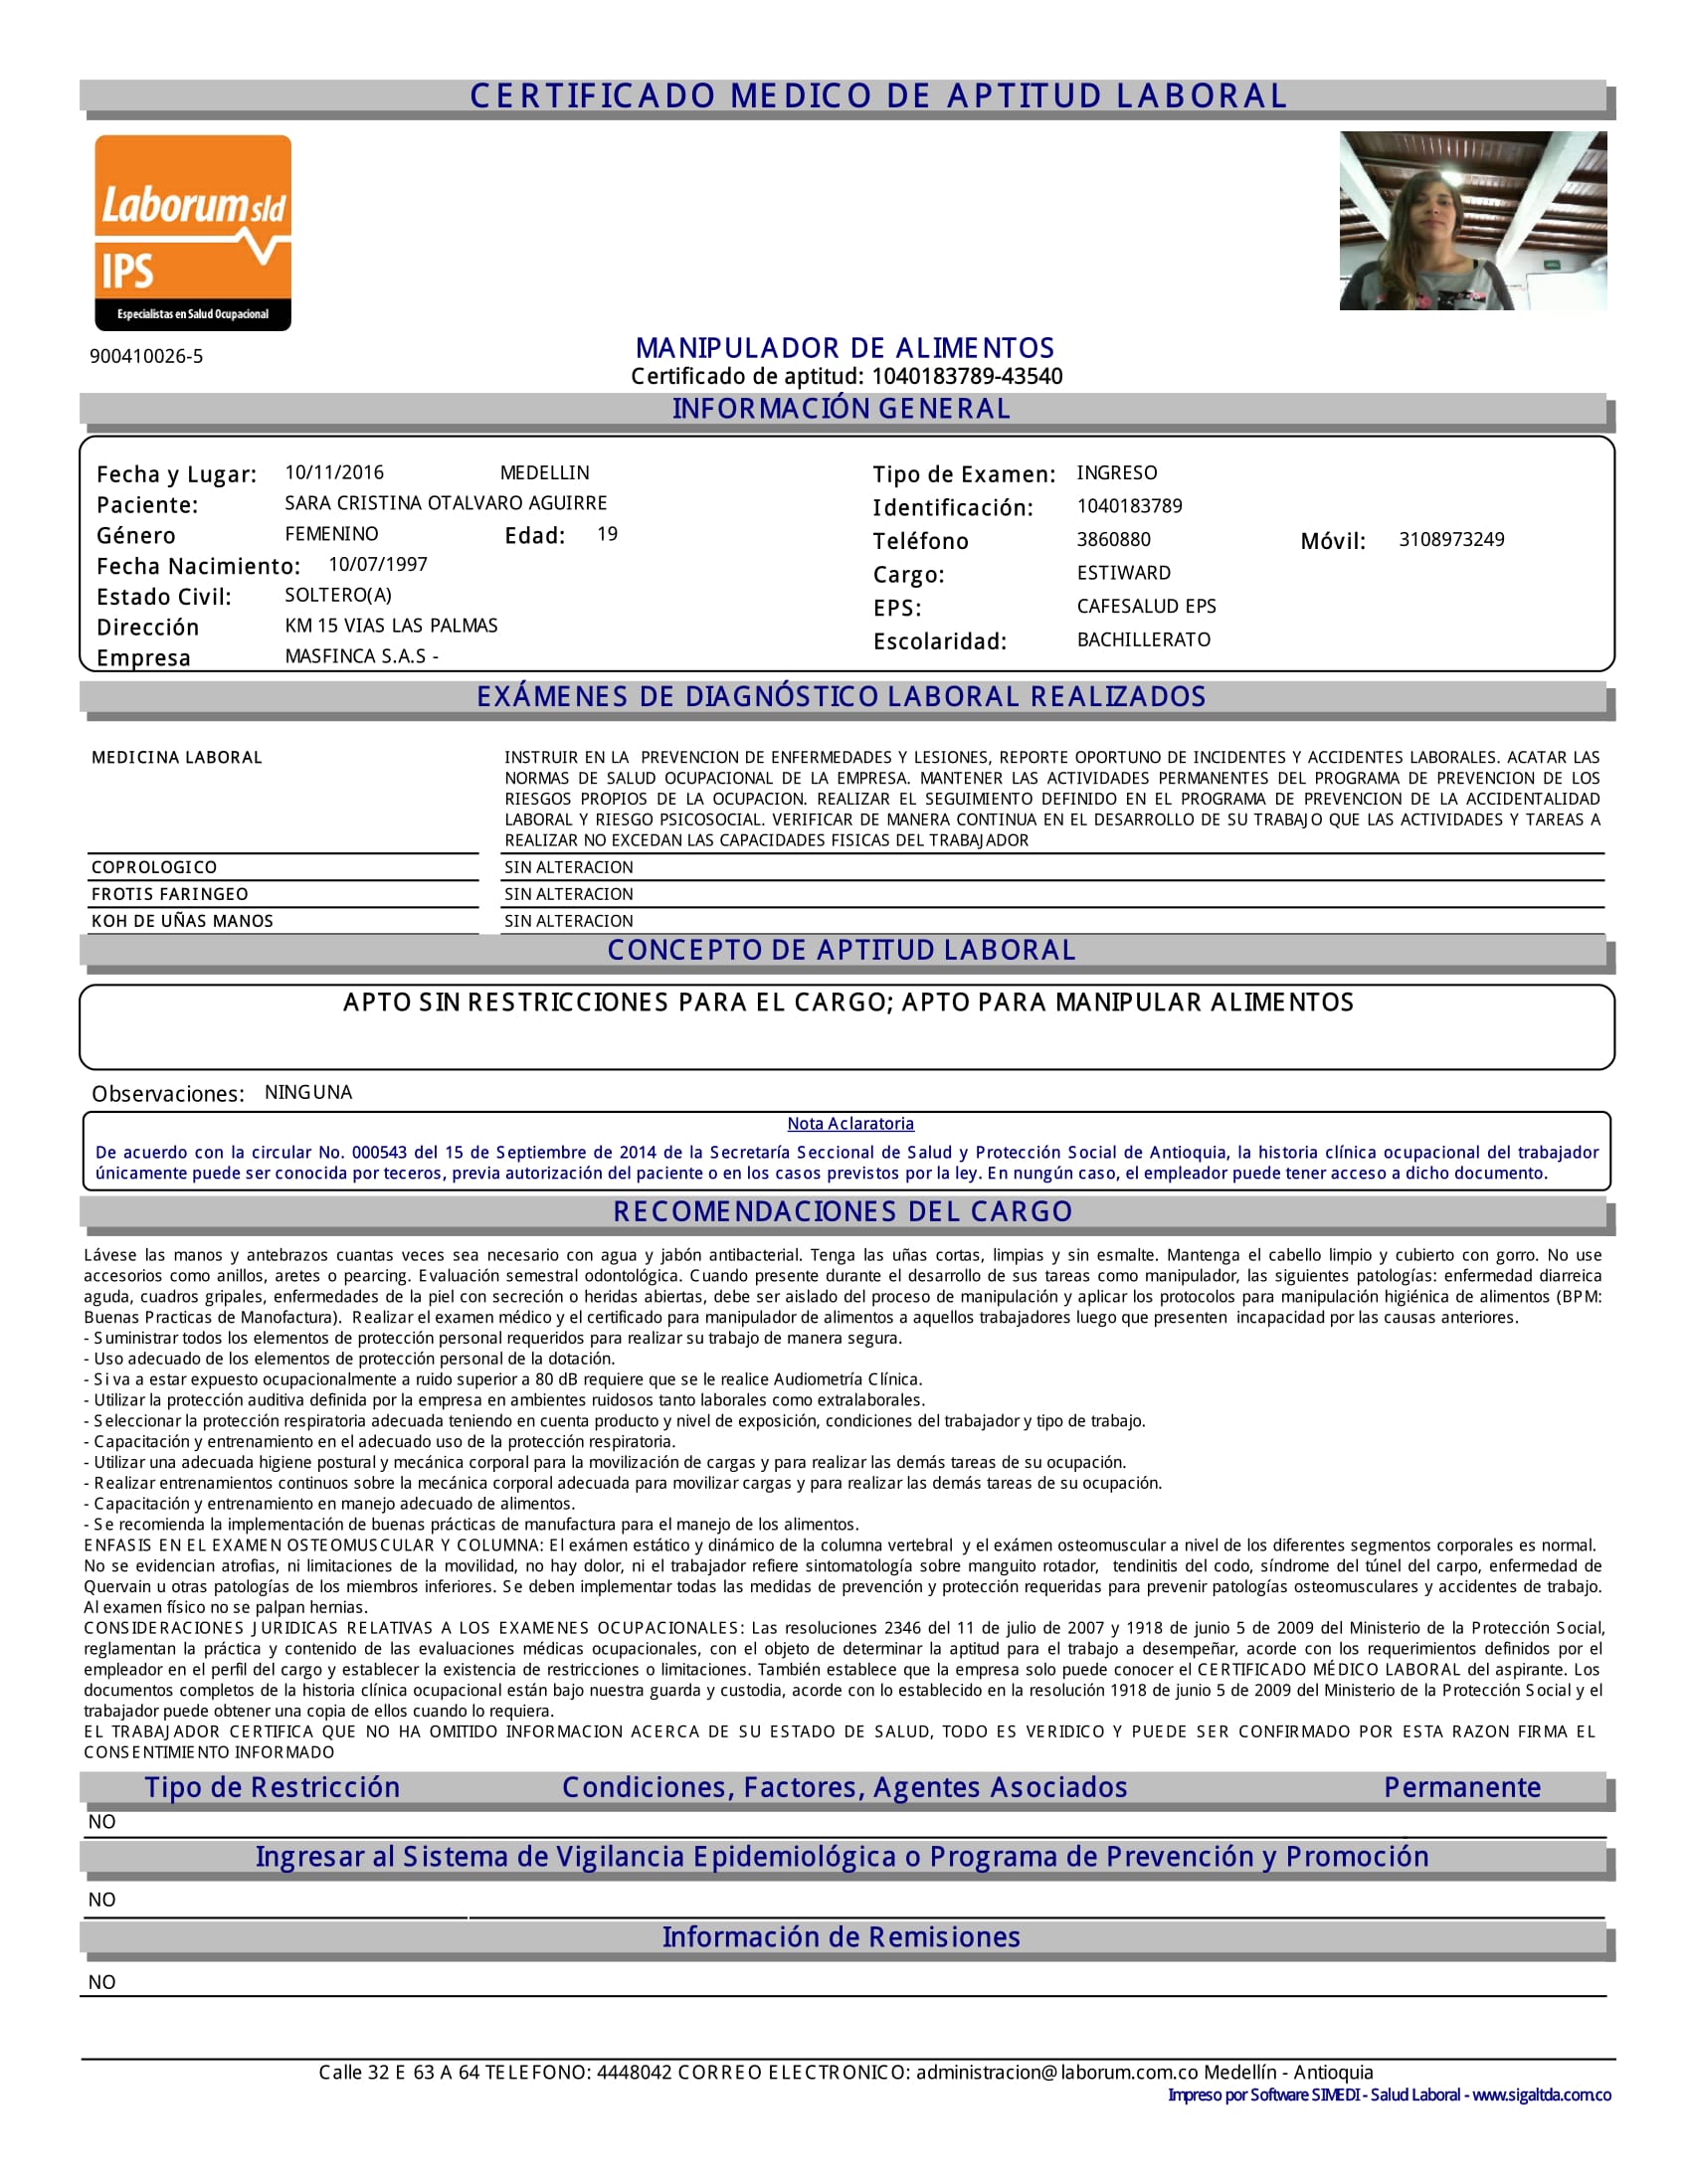 CERTIFICADO MEDICO DE APTITUD LABORAL
Laborum sld
IPS
Especialistas en Salud Ocupacional
900410026-5
MANIPULADOR DE ALIMENTOS
Certificado de aptitud: 1040183789-43540
INFORMACIÓN GENERAL
Fecha y Lugar: 10/11/2016 MEDELLIN Tipo de Examen: INGRESO
Paciente: SARA CRISTINA OTALVARO AGUIRRE Identificación: 1040183789
Género FEMENINO Edad: 19 Teléfono 3860880 Móvil: 3108973249
Fecha Nacimiento: 10/07/1997 Cargo: ESTIWARD
Estado Civil: SOLTERO(A) EPS: CAFESALUD EPS
Dirección KM 15 VIAS LAS PALMAS Escolaridad: BACHILLERATO
Empresa MASFINCA S.A.S -
EXÁMENES DE DIAGNÓSTICO LABORAL REALIZADOS
MEDICINA LABORAL INSTRUIR EN LA PREVENCION DE ENFERMEDADES Y LESIONES, REPORTE OPORTUNO DE INCIDENTES Y ACCIDENTES LABORALES. ACATAR LAS
NORMAS DE SALUD OCUPACIONAL DE LA EMPRESA. MANTENER LAS ACTIVIDADES PERMANENTES DEL PROGRAMA DE PREVENCION DE LOS
RIESGOS PROPIOS DE LA OCUPACION. REALIZAR EL SEGUIMIENTO DEFINIDO EN EL PROGRAMA DE PREVENCION DE LA ACCIDENTALIDAD
LABORAL Y RIESGO PSICOSOCIAL. VERIFICAR DE MANERA CONTINUA EN EL DESARROLLO DE SU TRABAJO QUE LAS ACTIVIDADES Y TAREAS A
REALIZAR NO EXCEDAN LAS CAPACIDADES FISICAS DEL TRABAJADOR
COPROLOGICO SIN ALTERACION
FROTIS FARINGEO SIN ALTERACION
KOH DE UÑAS MANOS SIN ALTERACION
CONCEPTO DE APTITUD LABORAL
APTO SIN RESTRICCIONES PARA EL CARGO; APTO PARA MANIPULAR ALIMENTOS
Observaciones: NINGUNA
Nota Aclaratoria
De acuerdo con la circular No. 000543 del 15 de Septiembre de 2014 de la Secretaría Seccional de Salud y Protección Social de Antioquia, la historia clínica ocupacional del trabajador
únicamente puede ser conocida por teceros, previa autorización del paciente o en los casos previstos por la ley. En nungún caso, el empleador puede tener acceso a dicho documento.
RECOMENDACIONES DEL CARGO
Lávese las manos y antebrazos cuantas veces sea necesario con agua y jabón antibacterial. Tenga las uñas cortas, limpias y sin esmalte. Mantenga el cabello limpio y cubierto con gorro. No use
accesorios como anillos, aretes o pearcing. Evaluación semestral odontológica. Cuando presente durante el desarrollo de sus tareas como manipulador, las siguientes patologías: enfermedad diarreica
aguda, cuadros gripales, enfermedades de la piel con secreción o heridas abiertas, debe ser aislado del proceso de manipulación y aplicar los protocolos para manipulación higiénica de alimentos (BPM:
Buenas Practicas de Manofactura). Realizar el examen médico y el certificado para manipulador de alimentos a aquellos trabajadores luego que presenten incapacidad por las causas anteriores.
- Suministrar todos los elementos de protección personal requeridos para realizar su trabajo de manera segura.
- Uso adecuado de los elementos de protección personal de la dotación.
- Si va a estar expuesto ocupacionalmente a ruido superior a 80 dB requiere que se le realice Audiometría Clínica.
- Utilizar la protección auditiva definida por la empresa en ambientes ruidosos tanto laborales como extralaborales.
- Seleccionar la protección respiratoria adecuada teniendo en cuenta producto y nivel de exposición, condiciones del trabajador y tipo de trabajo.
- Capacitación y entrenamiento en el adecuado uso de la protección respiratoria.
- Utilizar una adecuada higiene postural y mecánica corporal para la movilización de cargas y para realizar las demás tareas de su ocupación.
- Realizar entrenamientos continuos sobre la mecánica corporal adecuada para movilizar cargas y para realizar las demás tareas de su ocupación.
- Capacitación y entrenamiento en manejo adecuado de alimentos.
- Se recomienda la implementación de buenas prácticas de manufactura para el manejo de los alimentos.
ENFASIS EN EL EXAMEN OSTEOMUSCULAR Y COLUMNA: El exámen estático y dinámico de la columna vertebral y el exámen osteomuscular a nivel de los diferentes segmentos corporales es normal.
No se evidencian atrofias, ni limitaciones de la movilidad, no hay dolor, ni el trabajador refiere sintomatología sobre manguito rotador, tendinitis del codo, síndrome del túnel del carpo, enfermedad de
Quervain u otras patologías de los miembros inferiores. Se deben implementar todas las medidas de prevención y protección requeridas para prevenir patologías osteomusculares y accidentes de trabajo.
Al examen físico no se palpan hernias.
CONSIDERACIONES JURIDICAS RELATIVAS A LOS EXAMENES OCUPACIONALES: Las resoluciones 2346 del 11 de julio de 2007 y 1918 de junio 5 de 2009 del Ministerio de la Protección Social,
reglamentan la práctica y contenido de las evaluaciones médicas ocupacionales, con el objeto de determinar la aptitud para el trabajo a desempeñar, acorde con los requerimientos definidos por el
empleador en el perfil del cargo y establecer la existencia de restricciones o limitaciones. También establece que la empresa solo puede conocer el CERTIFICADO MÉDICO LABORAL del aspirante. Los
documentos completos de la historia clínica ocupacional están bajo nuestra guarda y custodia, acorde con lo establecido en la resolución 1918 de junio 5 de 2009 del Ministerio de la Protección Social y el
trabajador puede obtener una copia de ellos cuando lo requiera.
EL TRABAJADOR CERTIFICA QUE NO HA OMITIDO INFORMACION ACERCA DE SU ESTADO DE SALUD, TODO ES VERIDICO Y PUEDE SER CONFIRMADO POR ESTA RAZON FIRMA EL
CONSENTIMIENTO INFORMADO
Tipo de Restricción Condiciones, Factores, Agentes Asociados Permanente
NO
Ingresar al Sistema de Vigilancia Epidemiológica o Programa de Prevención y Promoción
NO
Información de Remisiones
NO
Calle 32 E 63 A 64 TELEFONO: 4448042 CORREO ELECTRONICO: administracion@laborum.com.co Medellín - Antioquia
Impreso por Software SIMEDI - Salud Laboral - www.sigaltda.com.co